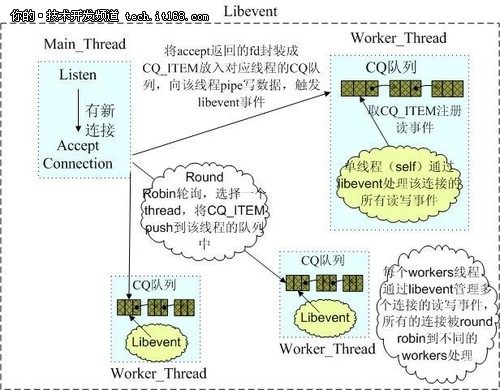 你的·技术开发频道 tech.it168.com
Libevent
Main_Thread
Listen
有新
连接
Accept
Connection
将accept返回的fd封装成
CQ_ITEM放入对应线程的CQ队
列，向该线程pipe写数据，触发
libevent事件
Worker_Thread
CQ队列
取CQ_ITEM注册
读事件
单线程（self）通过
libevent处理该连接的
所有读写事件
Round
Robin轮询，选择一个
thread，将CQ_ITEM
push到该线程的队列
中
CQ队列
Libevent
Worker_Thread
CQ队列
Libevent
Worker_Thread
每个workers线程，
通过libevent管理多
个连接的读写事件，
所有的连接被round-
robin到不同的
workers处理